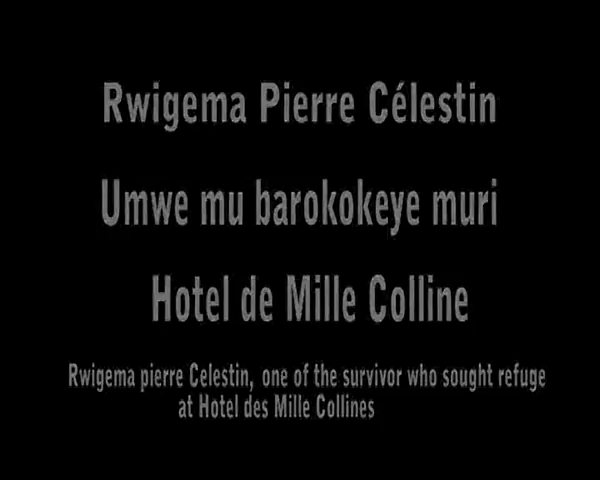 Rwigema Pierre Célestin
Umwe mu barokokeye muri
Hotel de Mille Colline
Rwigema pierre Celestin, one of the survivor who sought refuge
at Hotel des Mille Collines